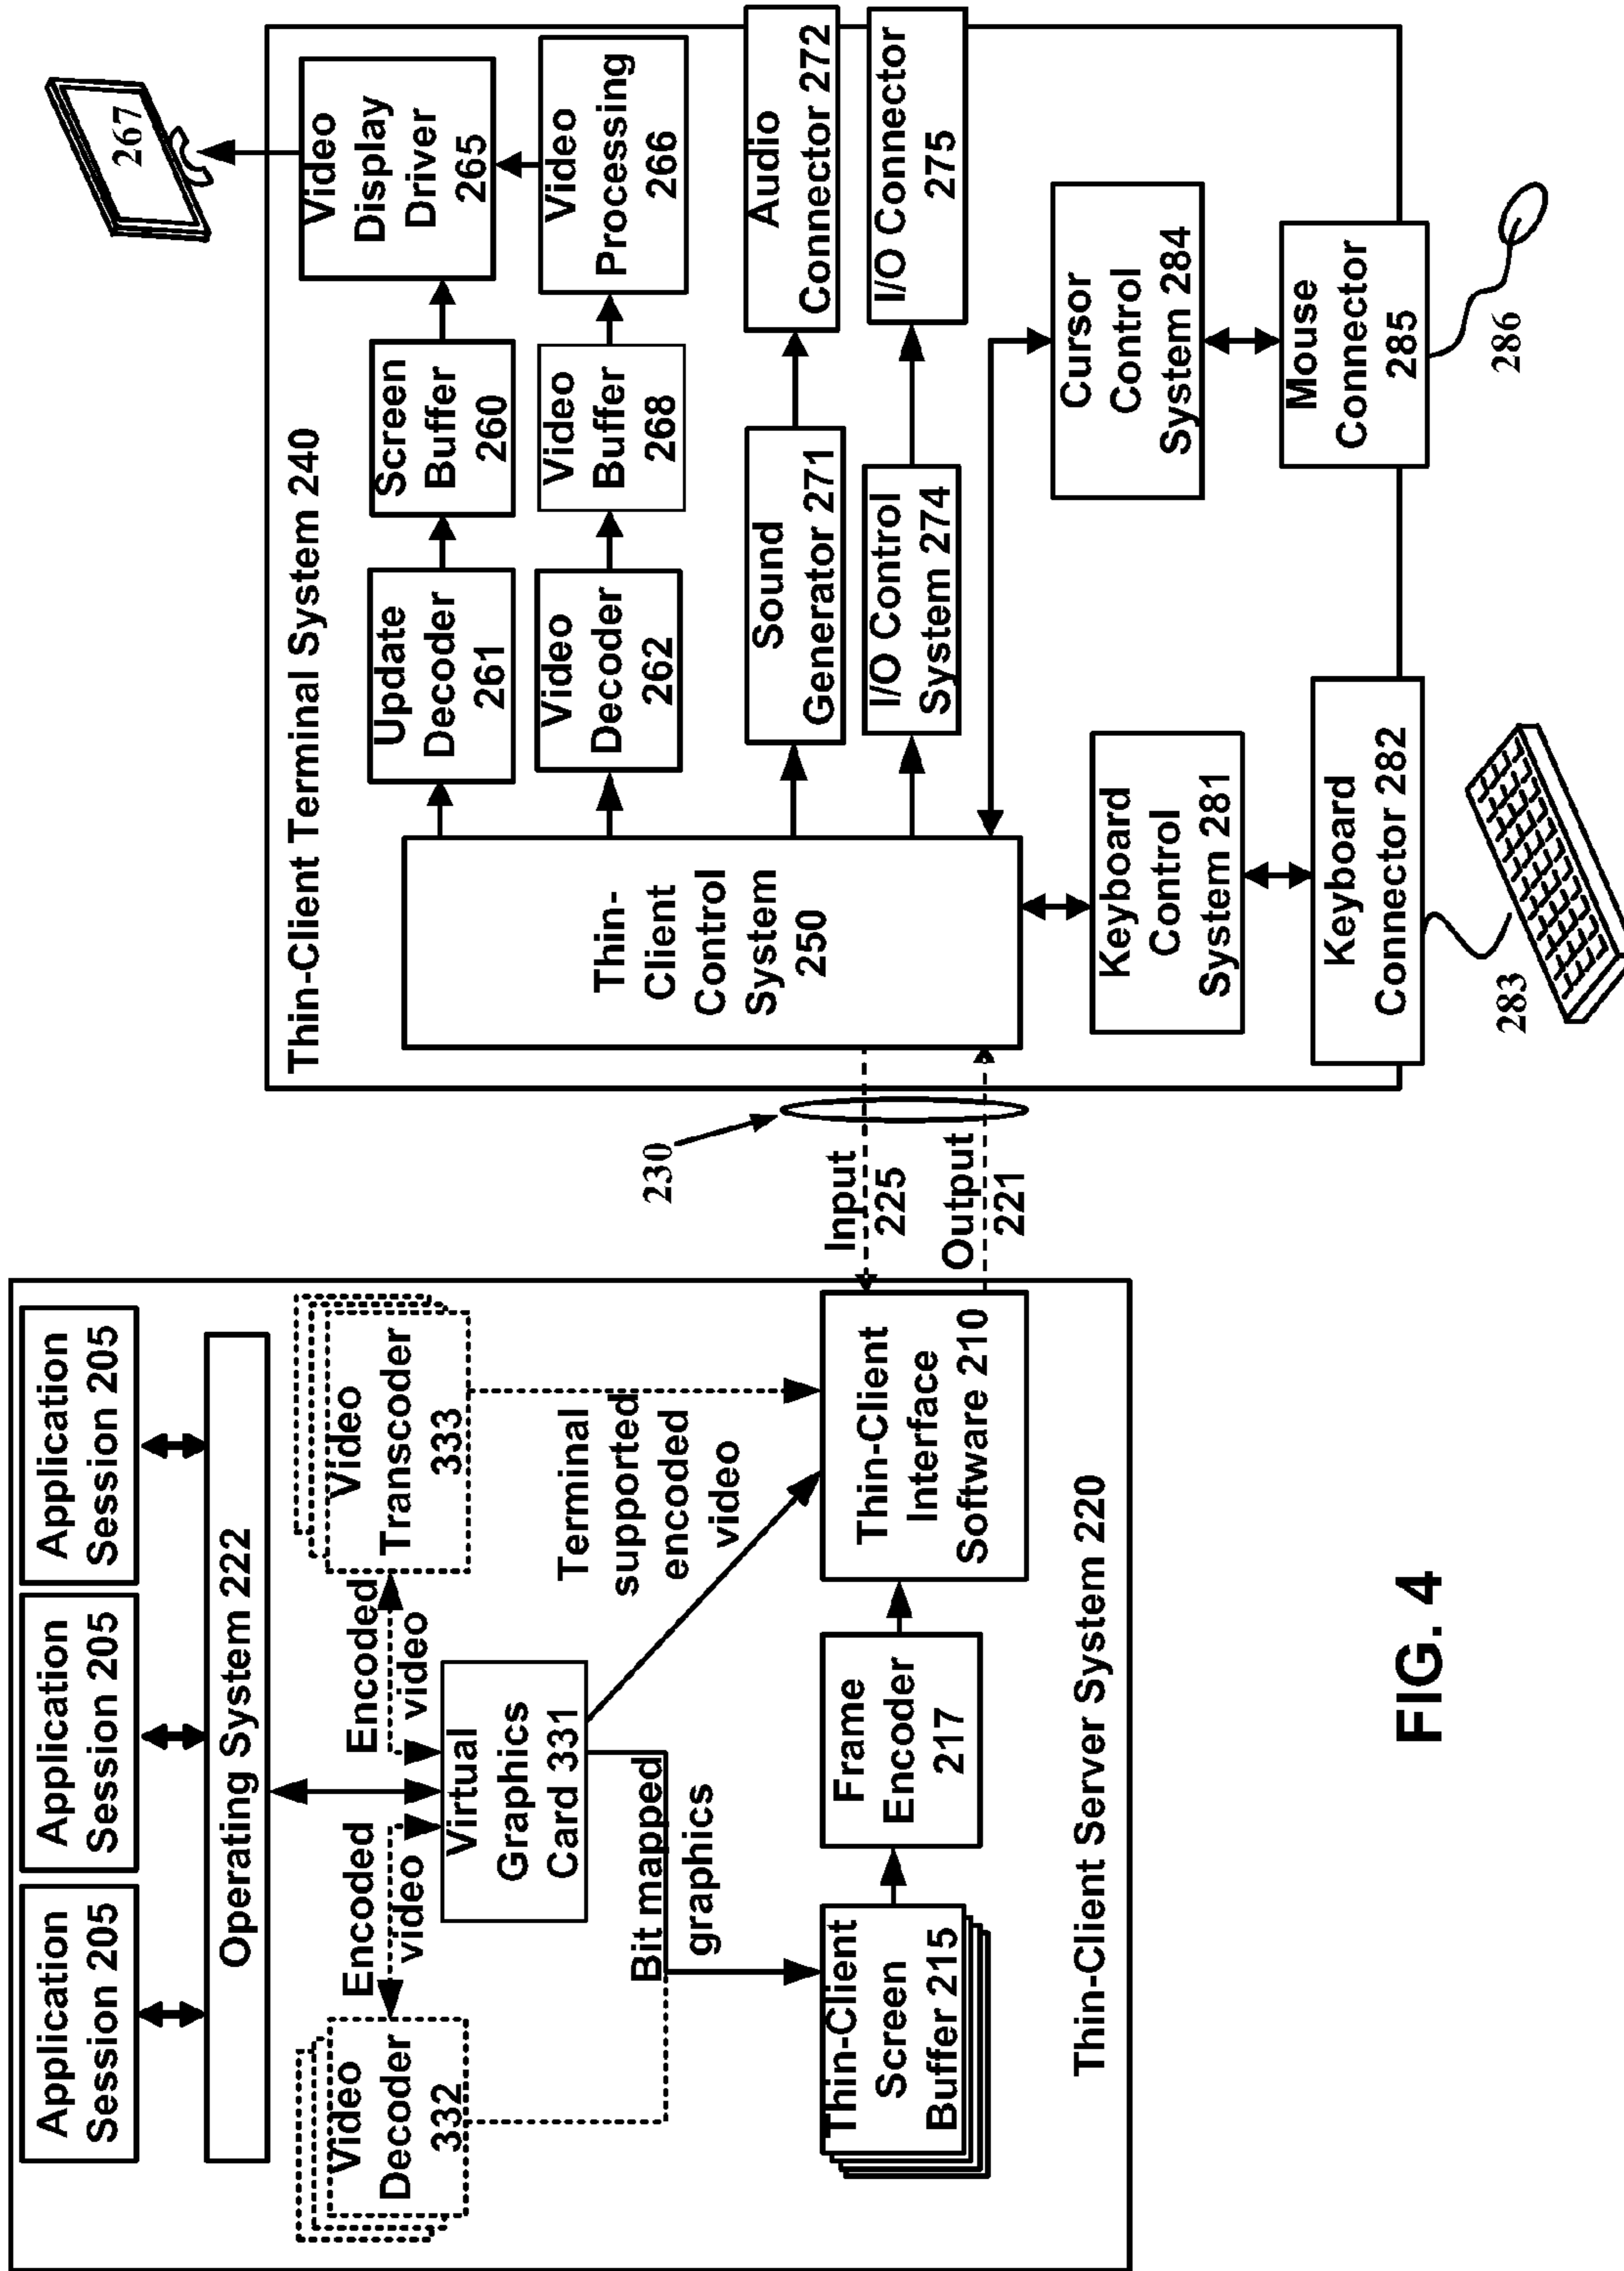 Application
Session 205
Application
Session 205
Application
Session 205
Operating System 222
Video
Decoder
332
Encoded
video
Encoded
video
Video
Transcoder
333
Virtual
Graphics
Card 331
Bit mapped
graphics
Terminal
supported
encoded
video
Thin-Client
Screen
Buffer 215
Frame
Encoder
217
Thin-Client
Interface
Software 210
Thin-Client Server System 220
230
Input
225
Output
221
Thin-Client Terminal System 240
Thin-
Client
Control
System
250
Update
Decoder
261
Screen
Buffer
260
Video
Display
Driver
265
267
Video
Decoder
262
Video
Buffer
268
Video
Processing
266
Sound
Generator 271
Audio
Connector 272
I/O Control
System 274
I/O Connector
275
Keyboard
Control
System 281
Cursor
Control
System 284
Keyboard
Connector 282
Mouse
Connector
285
283
286
FIG. 4